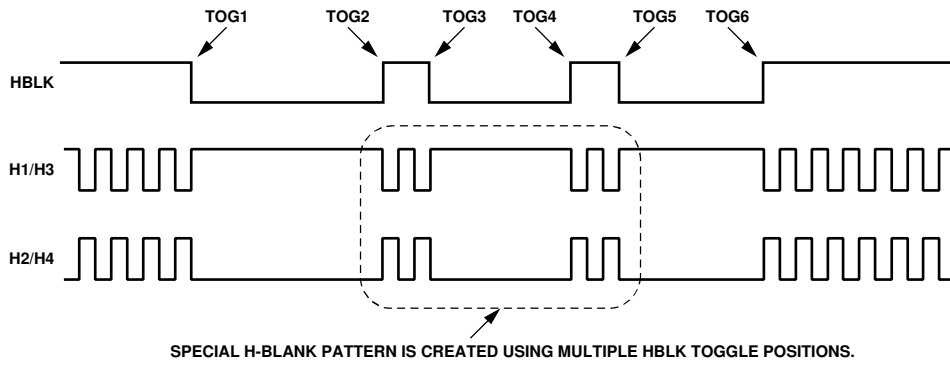 TOG1 TOG2 TOG3 TOG4 TOG5 TOG6
HBLK
H1/H3
H2/H4
SPECIAL H-BLANK PATTERN IS CREATED USING MULTIPLE HBLK TOGGLE POSITIONS.